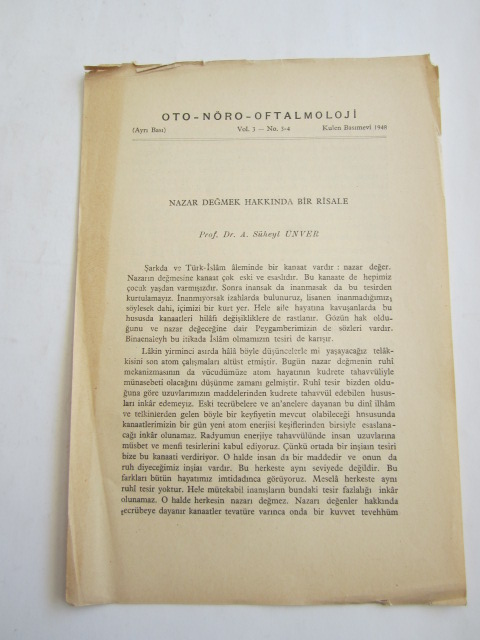 OTO-NÖRO-OFTALMOLOJİ
(Ayrı Bası) Vol. 3 — No. 3-4 Kulen Basımevi 1948
NAZAR DEĞMEK HAKKINDA BİR RİSALE
Prof. Dr. A. Süheyl ÜNVER
Şarkda ve Türk-İslâm âleminde bir kanaat vardır : nazar değer.
Nazarın değmesine kanaat çok eski ve esaslıdır. Bu kanaate de hepimiz
çocuk yaşdan varmışızdır. Sonra inansak da inanmasak da bu tesirden
kurtulamayız. İnanmıyorsak izahlarda bulunuruz, lisanen inanmadığımızı
söylesek dahi, içimizi bir kurt yer. Hele aile hayatına kavuşanlarda bu
hususda kanaatleri hilâfı değişikliklere de rastlanır. Gözün hak oldu-
ğunu ve nazar değeceğine dair Peygamberimizin de sözleri vardır.
Binaenaleyh bu itikada İslâm olmamızın tesiri de karışır.
Lâkin yirminci asırda hâlâ böyle düşüncelerle mi yaşayacağız telâk-
kisini son atom çalışmaları altüst etmiştir. Bugün nazar değmenin ruhî
mekanizmasının da vücudümüze atom hayatının kudrete tahavvüliyle
münasebeti olacağını düşünme zamanı gelmiştir. Ruhî tesir bizden oldu-
ğuna göre uzuvlarımızın maddelerinden kudrete tahavvül edebilen husus-
ları inkâr edemeyiz. Eski tecrübelere ve an'anelere dayanan bu dinî ilham
ve telkinlerden gelen böyle bir keyfiyetin mevcut olabileceği hususunda
kanaatlerimizin bir gün yeni atom enerjisi keşiflerinden birsiyle esaslana-
cağı inkâr olunamaz. Radyumun enerjiye tahavvülünde insan uzuvlarına
müsbet ve menfi tesirlerini kabul ediyoruz. Çünkü ortada bir inşiasın tesiri
bize bu kanaati verdiriyor. O halde insan da bir maddedir ve onun da
ruh diyeceğimiz inşiaı vardır. Bu herkeste aynı seviyede değildir. Bu
farkları bütün hayatımız imtidadınca görüyoruz. Meselâ herkeste aynı
ruhî tesir yoktur. Hele mütekabil inanışların bundaki tesir fazlalığı inkâr
olunamaz. O halde herkesin nazarı değmez. Nazarı değenler hakkında
tecrübeye dayanır kanaatler tevatüre varınca onda bir kuvvet tevehhüm